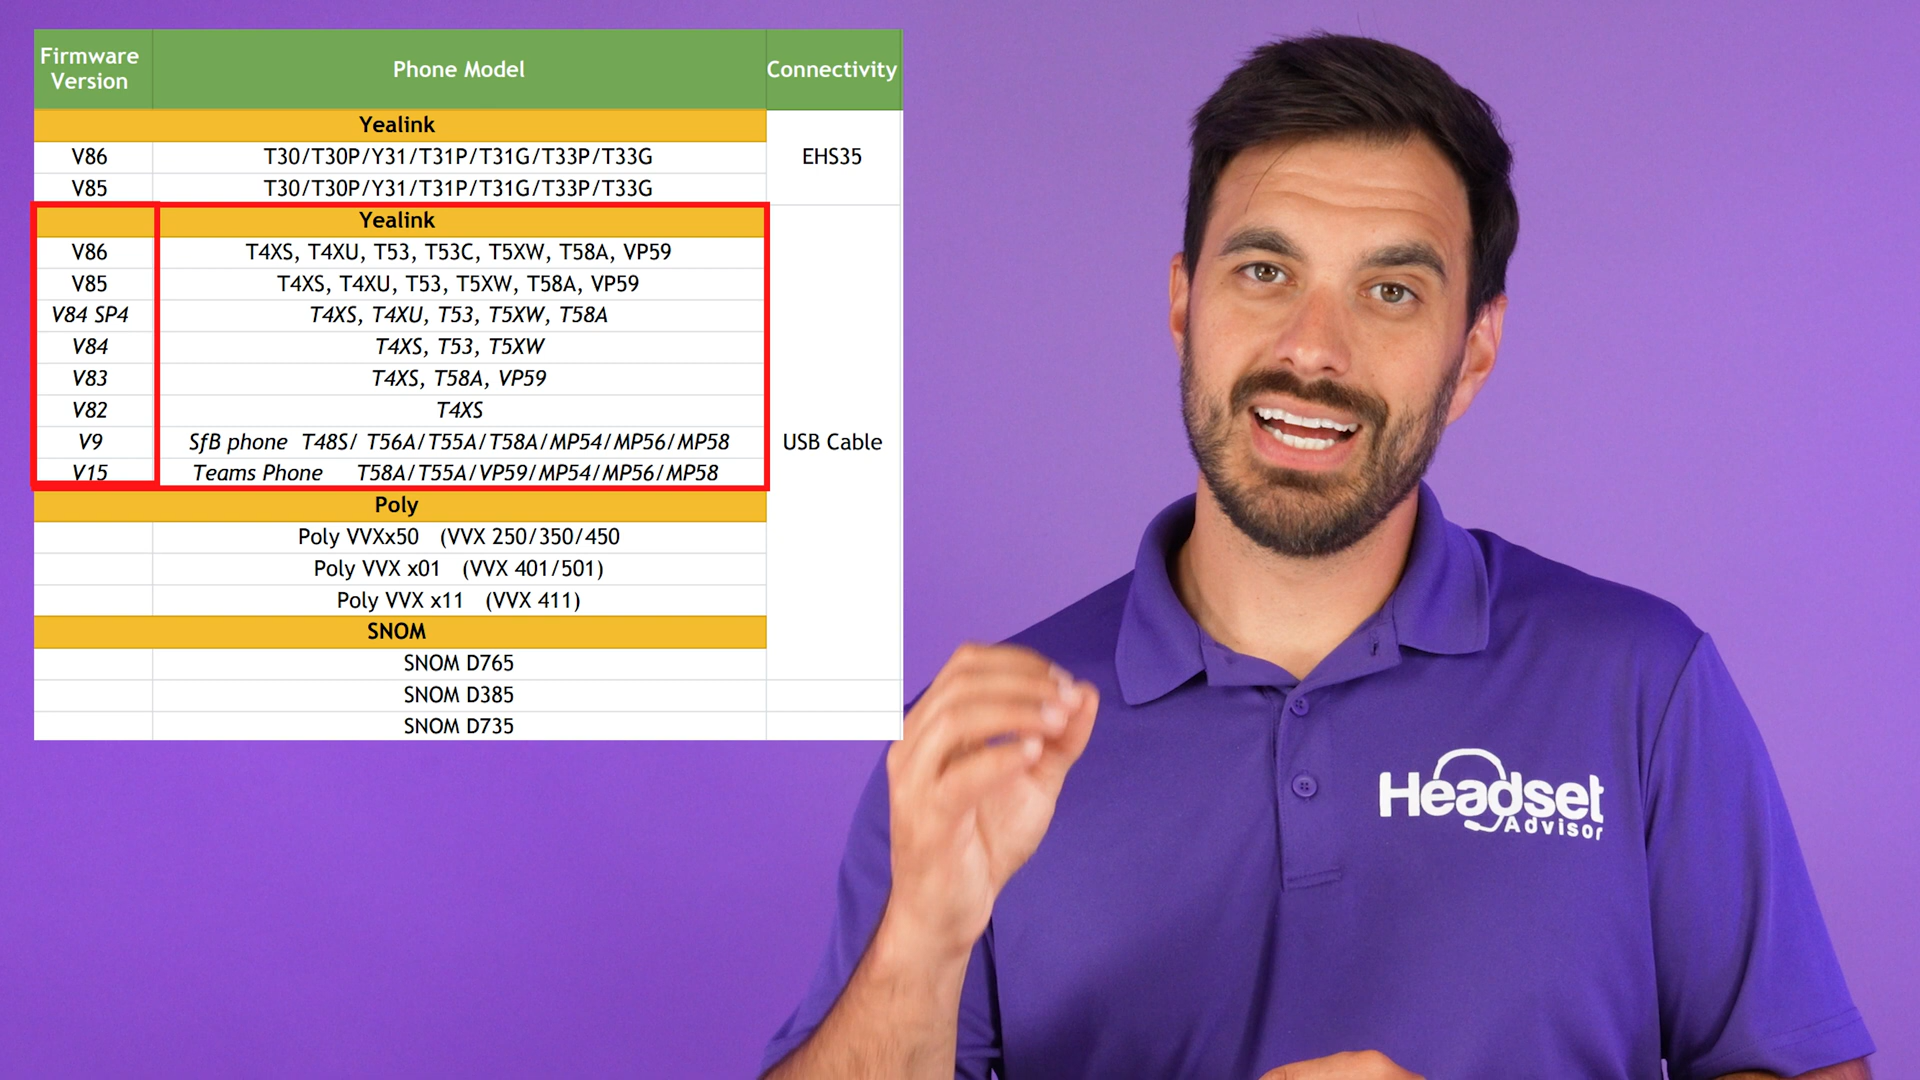 Firmware Version Phone Model Connectivity
Yealink
V86 T30/T30P/Y31/T31P/T31G/T33P/T33G EHS35
V85 T30/T30P/Y31/T31P/T31G/T33P/T33G
Yealink
V86 T4XS, T4XU, T53, T53C, T5XW, T58A, VP59
V85 T4XS, T4XU, T53, T5XW, T58A, VP59
V84 SP4 T4XS, T4XU, T53, T5XW, T58A
V84 T4XS, T53, T5XW
V83 T4XS, T58A, VP59
V82 T4XS
V9 SfB phone T48S/ T56A/T55A/T58A/MP54/MP56/MP58 USB Cable
V15 Teams Phone T58A/T55A/VP59/MP54/MP56/MP58
Poly
Poly VVXx50 (VVX 250/350/450
Poly VVX x01 (VVX 401/501)
Poly VVX x11 (VVX 411)
SNOM
SNOM D765
SNOM D385
SNOM D735
Headset
Advisor